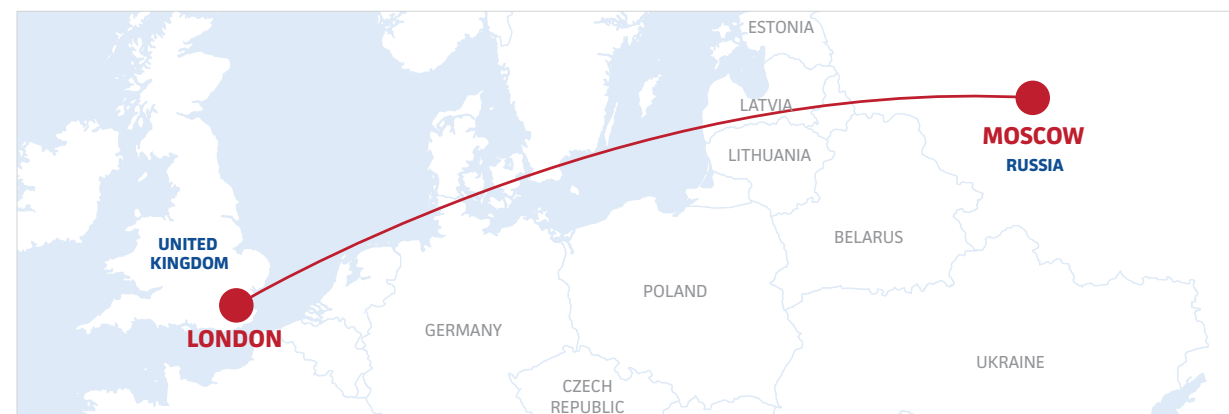 ESTONIA
LATVIA
MOSCOW
LITHUANIA
RUSSIA
BELARUS
UNITED
KINGDOM
POLAND
GERMANY
LONDON
UKRAINE
CZECH
REPUBLIC